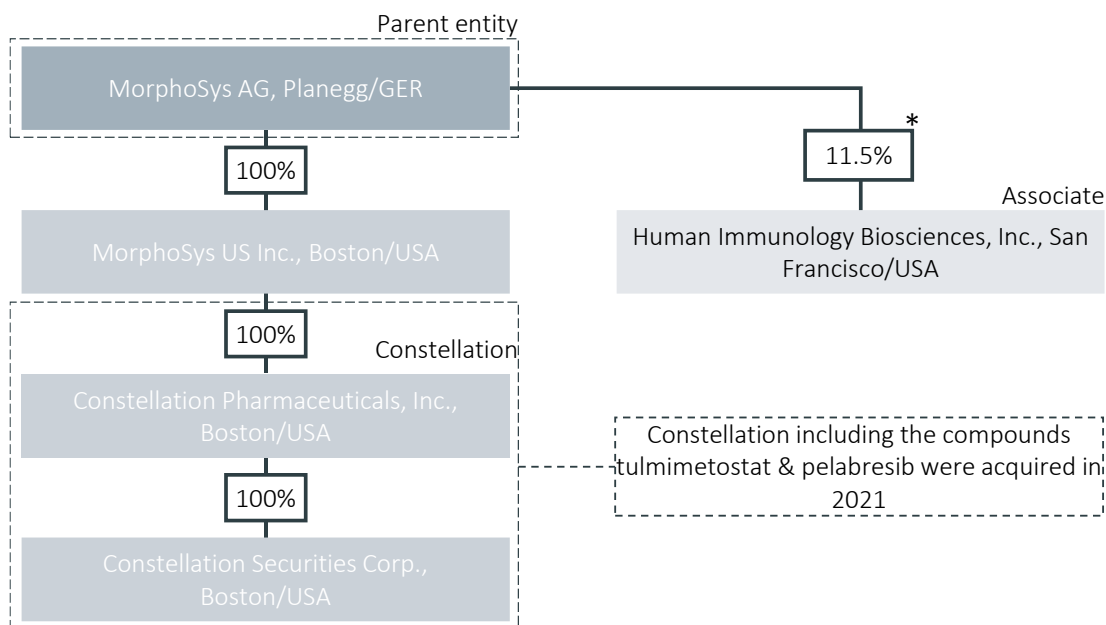 Parent entity
MorphoSys AG, Planegg/GER
*
100%
11.5%
Associate
MorphoSys US Inc., Boston/USA
Human Immunology Biosciences, Inc., San
Francisco/USA
100%
Constellation
Constellation Pharmaceuticals, Inc.,
Boston/USA
Constellation including the compounds
tulmimetostat & pelabresib were acquired in
2021
100%
Constellation Securities Corp.,
Boston/USA